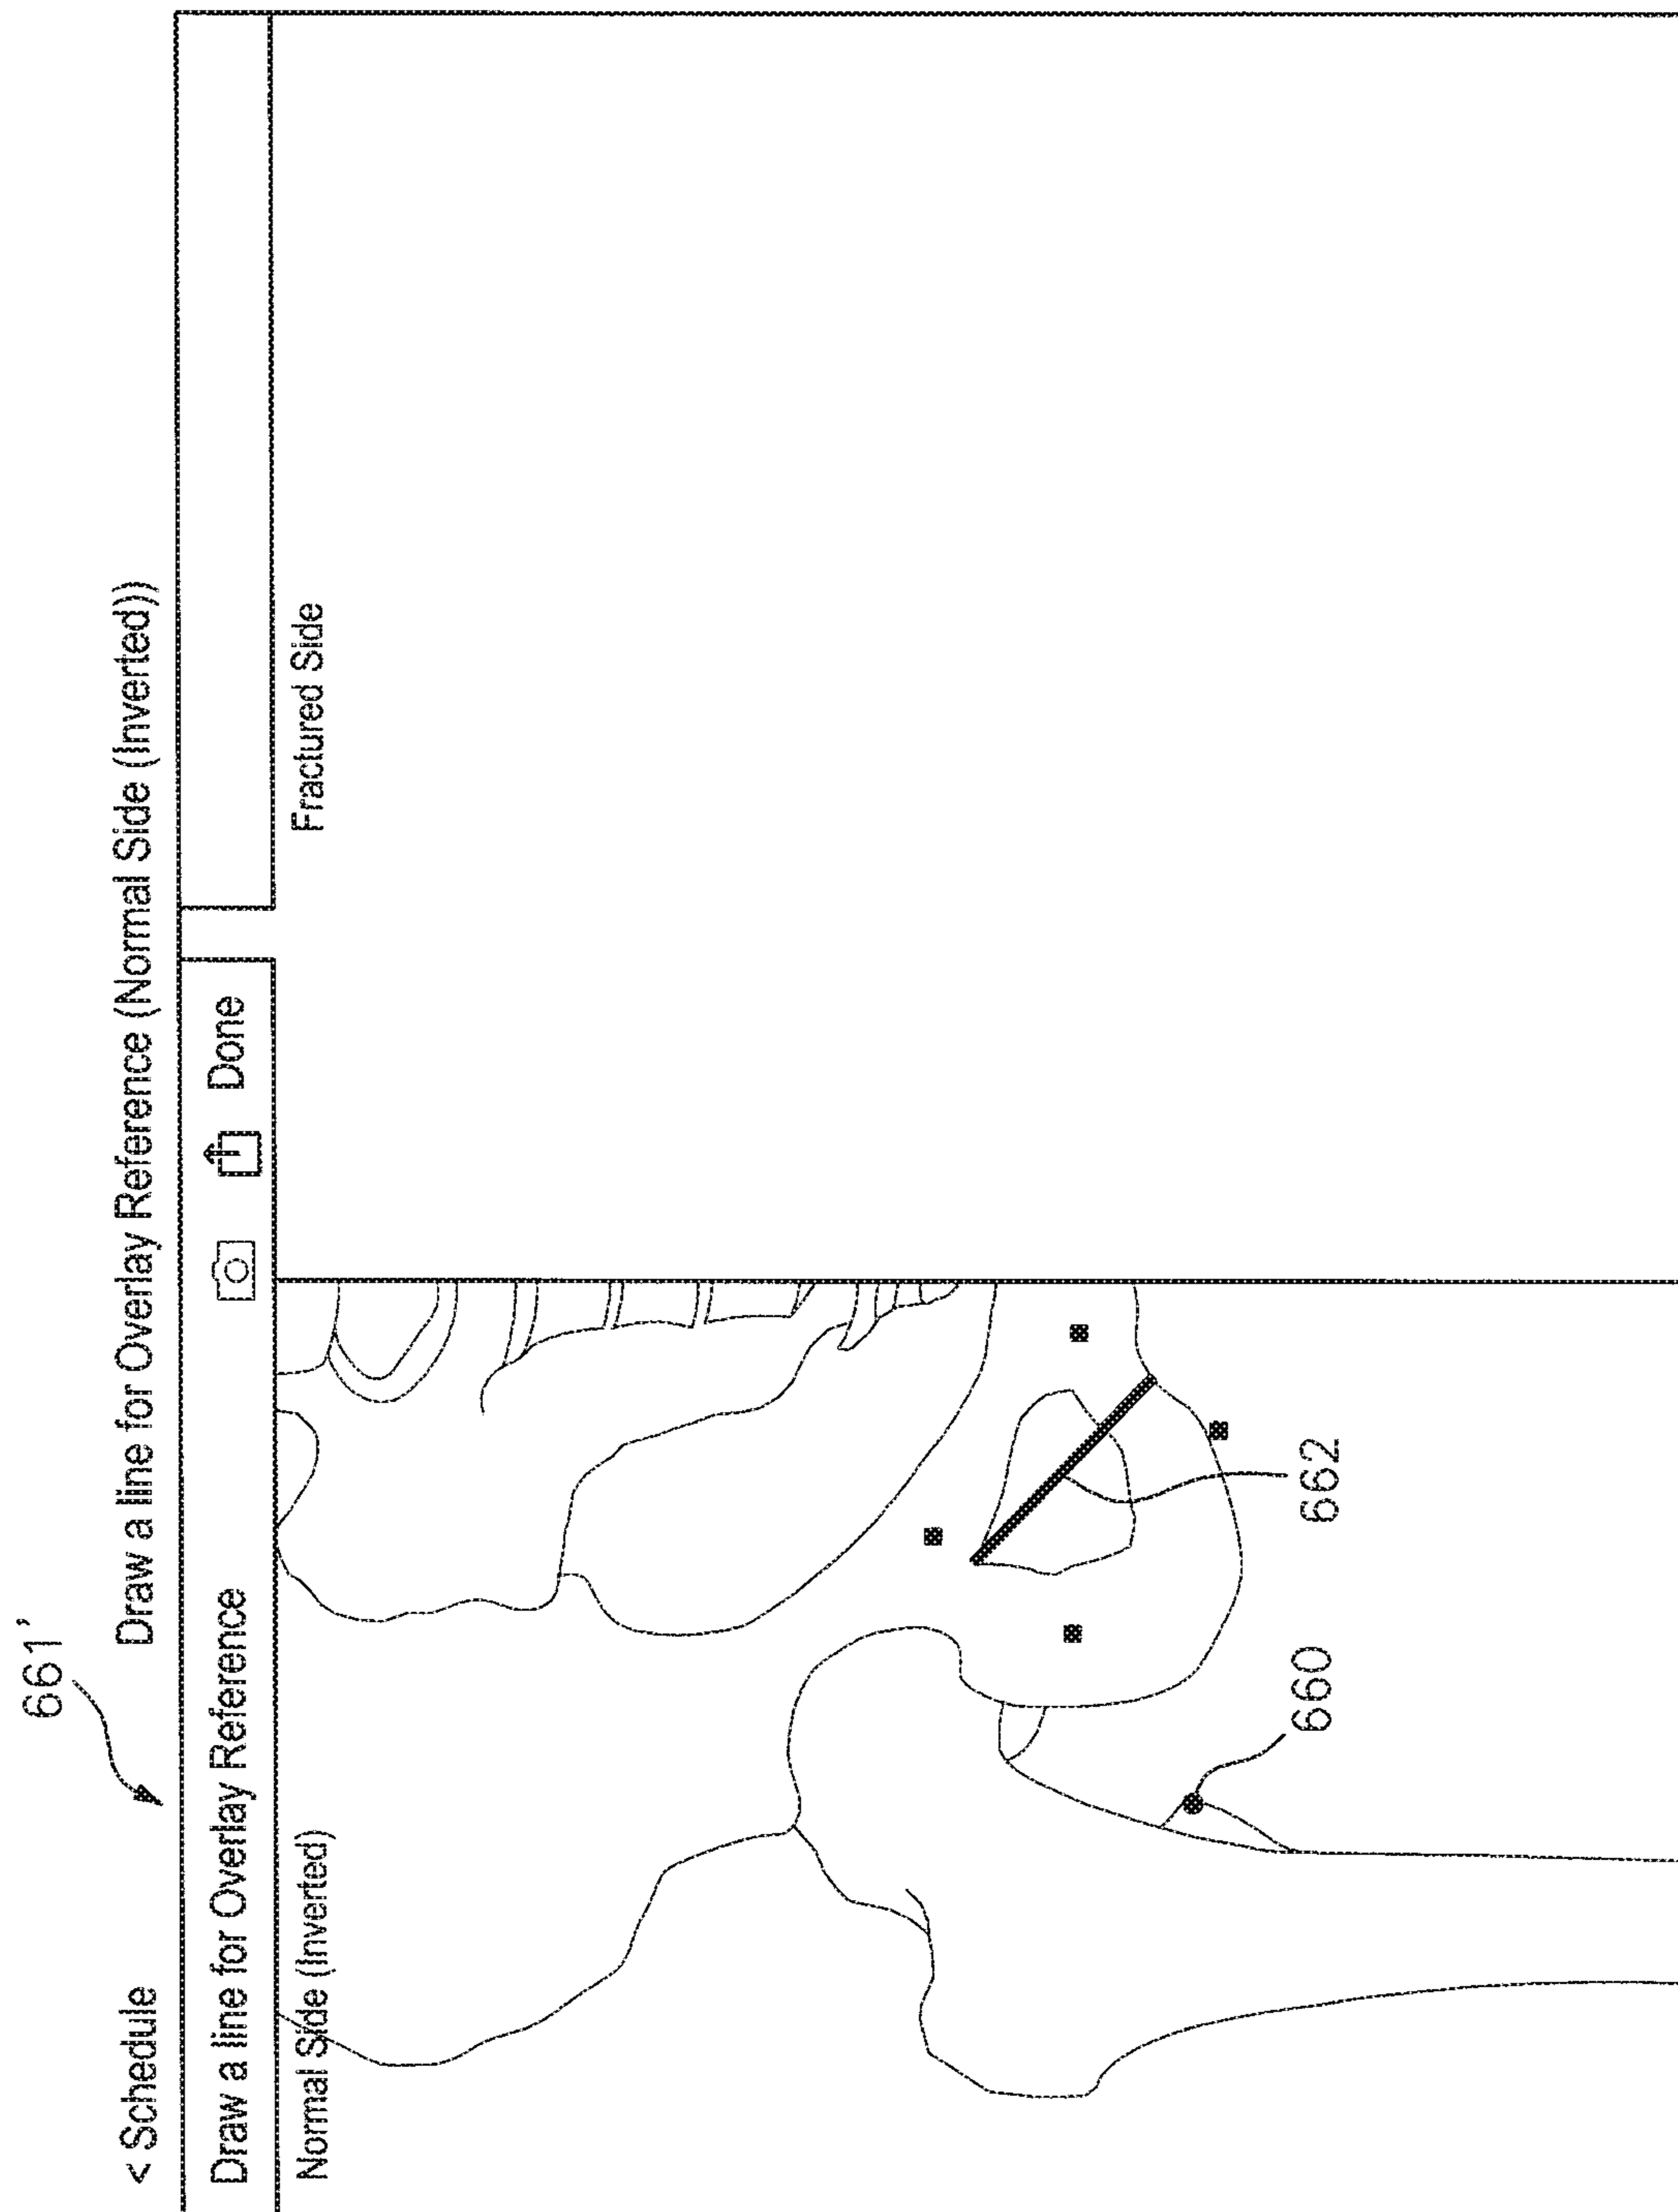 661'
< Schedule
Draw a line for Overlay Reference (Normal Side (Inverted))
Draw a line for Overlay Reference
Done
Normal Side (Inverted)
Fractured Side
662
660